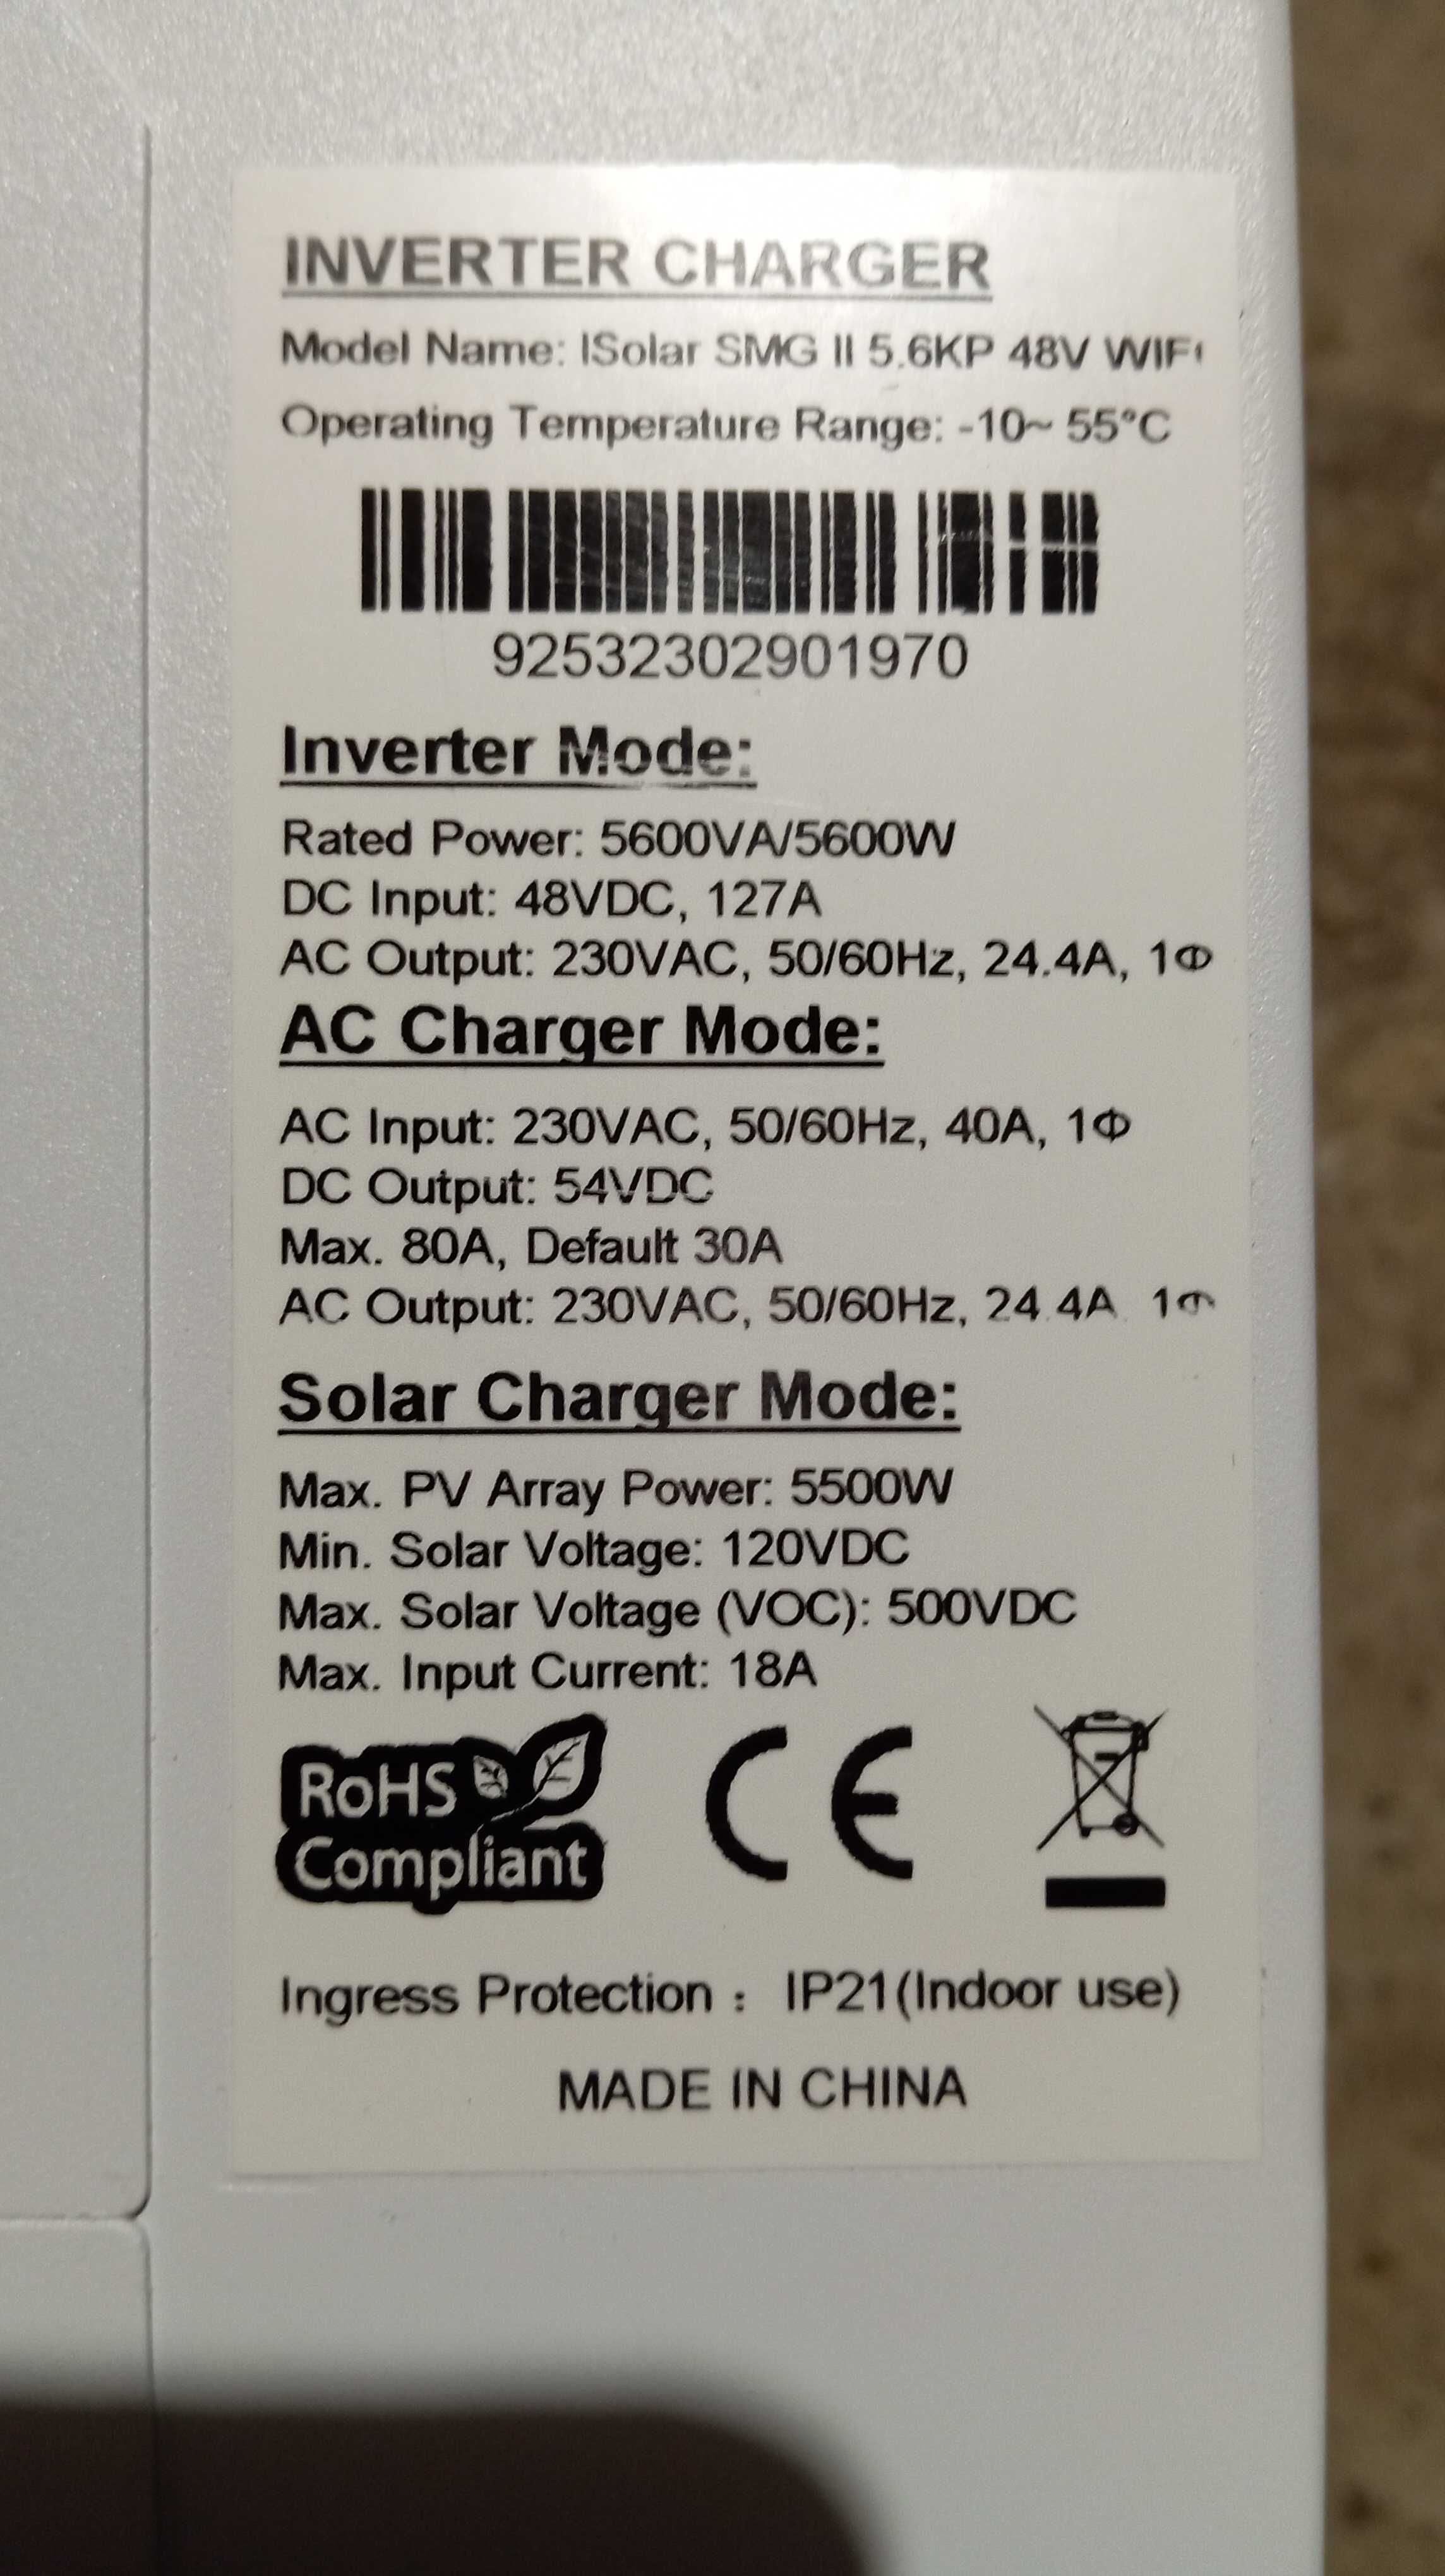 INVERTER CHARGER
Model Name: ISolar SMG II 5.6KP 48V WIFI
Operating Temperature Range: -10~ 55°C
92532302901970
Inverter Mode:
Rated Power: 5600VA/5600W
DC Input: 48VDC, 127A
AC Output: 230VAC, 50/60Hz, 24.4A, 1Φ
AC Charger Mode:
AC Input: 230VAC, 50/60Hz, 40A, 1Φ
DC Output: 54VDC
Max. 80A, Default 30A
AC Output: 230VAC, 50/60Hz, 24.4A, 1Φ
Solar Charger Mode:
Max. PV Array Power: 5500W
Min. Solar Voltage: 120VDC
Max. Solar Voltage (VOC): 500VDC
Max. Input Current: 18A
RoHS
Compliant
CE
Ingress Protection： IP21(Indoor use)
MADE IN CHINA